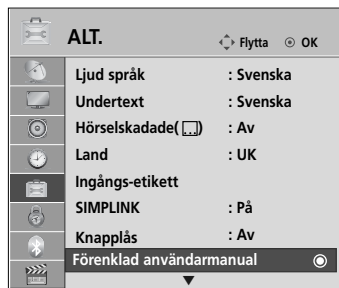 ALT. Flytta OK
Ljud språk : Svenska
Undertext : Svenska
Hörselskadade( ) : Av
Land : UK
Ingångs-etikett
SIMPLINK : På
Knapplås : Av
Förenklad användarmanual